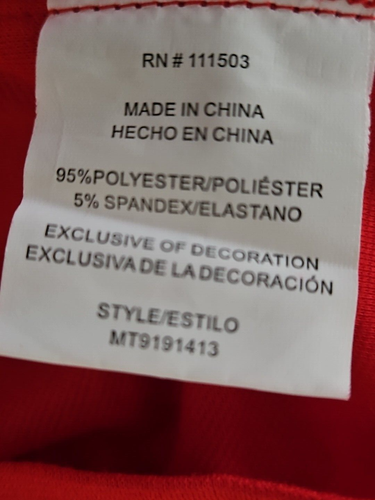 RN # 111503
MADE IN CHINA
HECHO EN CHINA
95%POLYESTER/POLIÉSTER
5% SPANDEX/ELASTANO
EXCLUSIVE OF DECORATION
EXCLUSIVA DE LA DECORACIÓN
STYLE/ESTILO
MT9191413